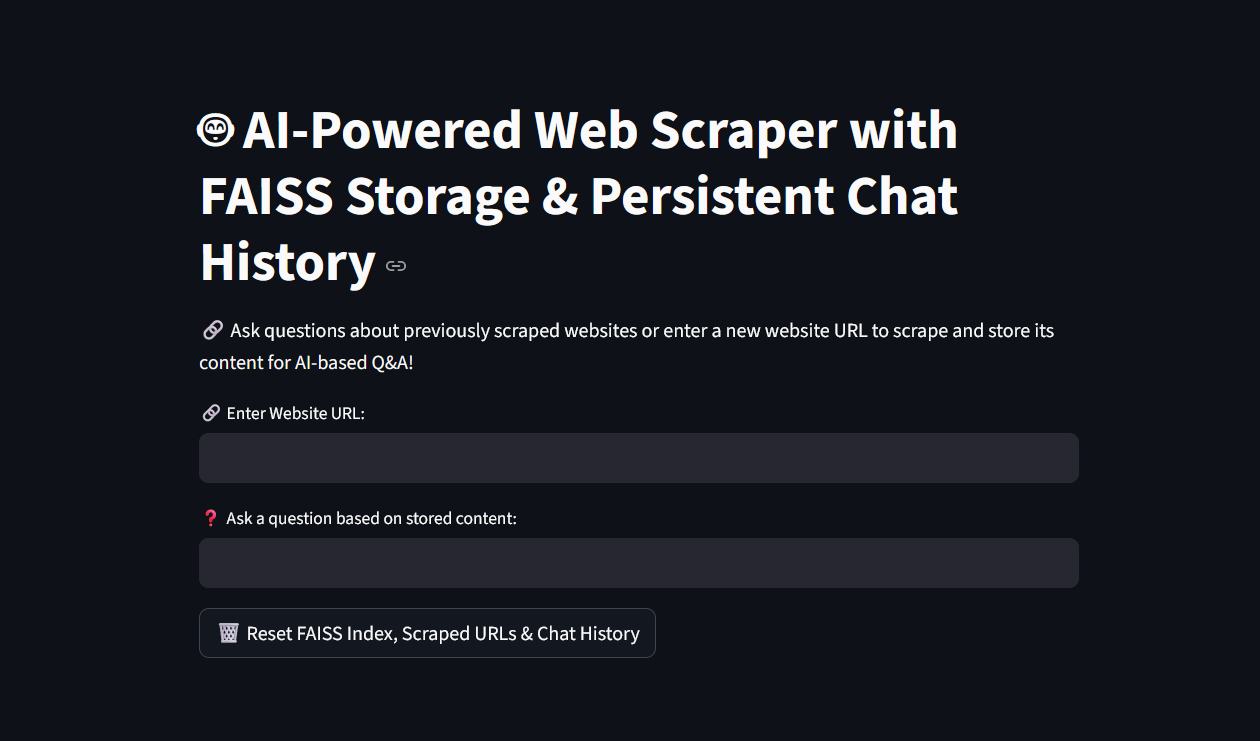 AI-Powered Web Scraper with
FAISS Storage & Persistent Chat
History
Ask questions about previously scraped websites or enter a new website URL to scrape and store its
content for AI-based Q&A!
Enter Website URL:
Ask a question based on stored content:
Reset FAISS Index, Scraped URLs & Chat History